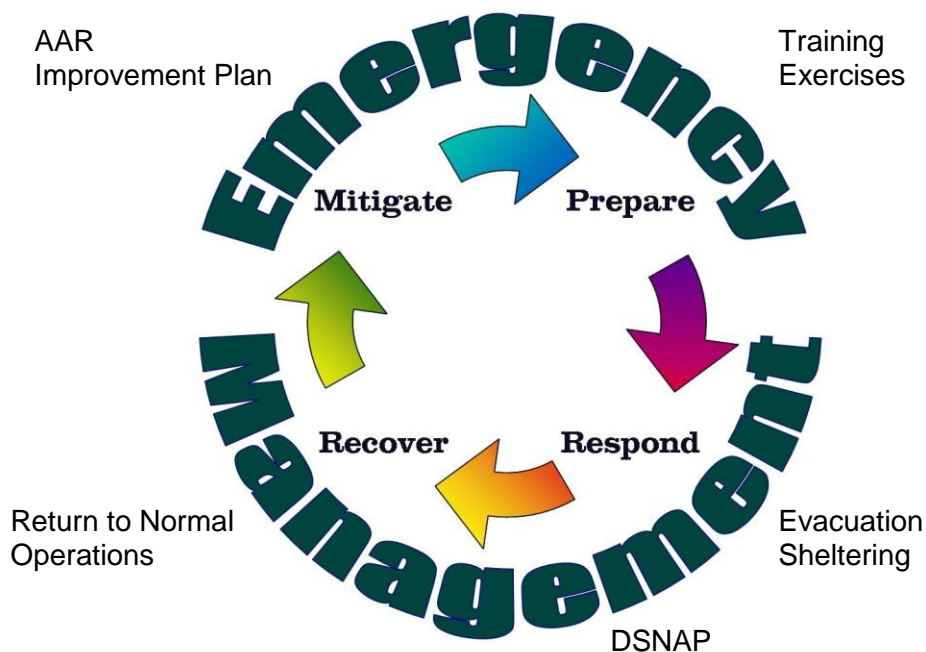 AAR
Improvement Plan
Training
Exercises
Emergency
Mitigate
Prepare
Recover
Respond
Return to Normal
Operations
Evacuation
Sheltering
Management
DSNAP